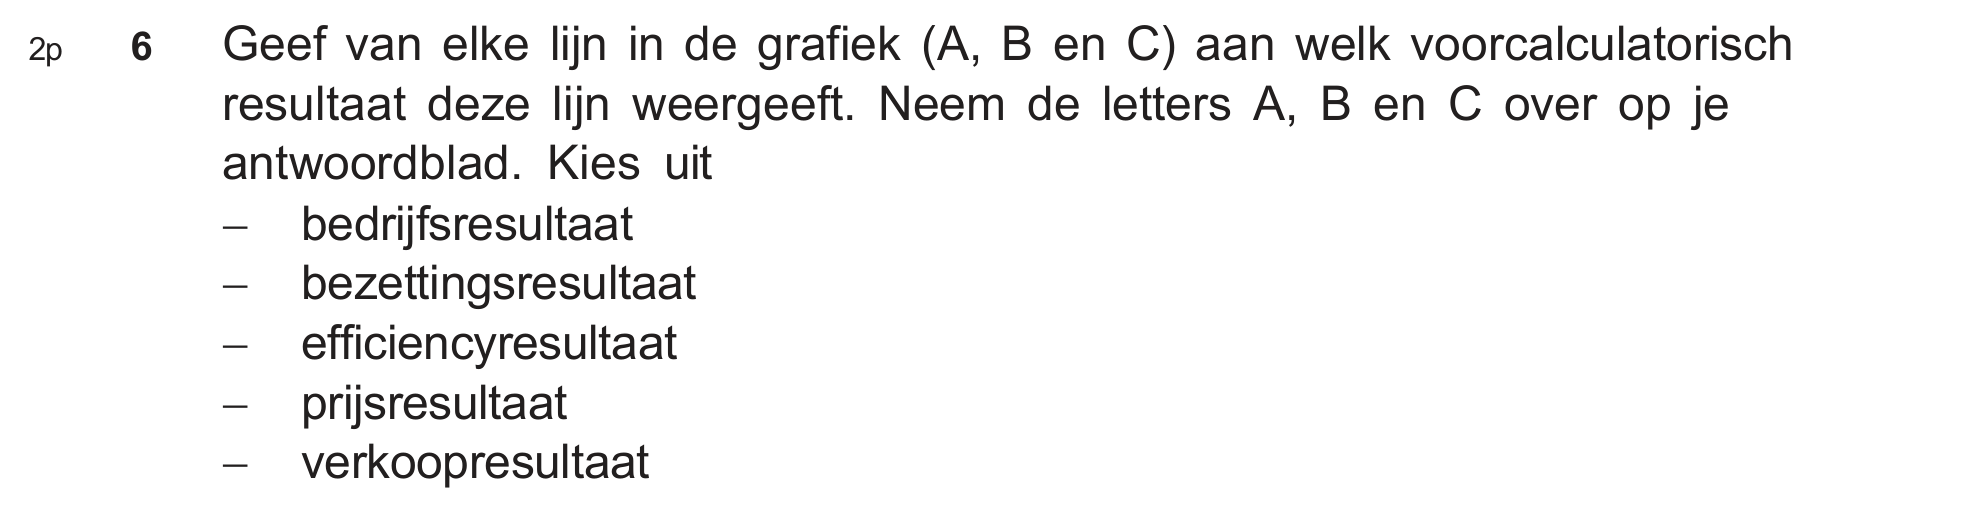 2p 6 Geef van elke lijn in de grafiek (A, B en C) aan welk voorcalculatorisch
resultaat deze lijn weergeeft. Neem de letters A, B en C over op je
antwoordblad. Kies uit
– bedrijfsresultaat
– bezettingsresultaat
– efficiencyresultaat
– prijsresultaat
– verkoopresultaat